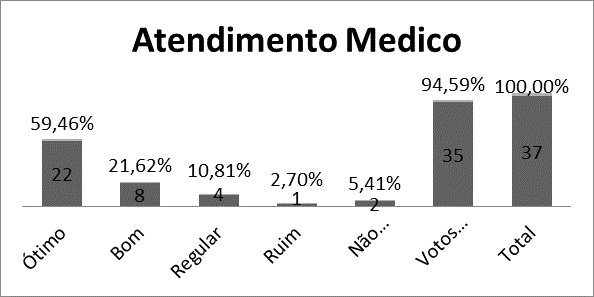 Atendimento Medico
59,46%
21,62%
10,81%
2,70%
5,41%
94,59%
100,00%
22
8
4
1
2
35
37
Ótimo
Bom
Regular
Ruim
Não...
Votos...
Total